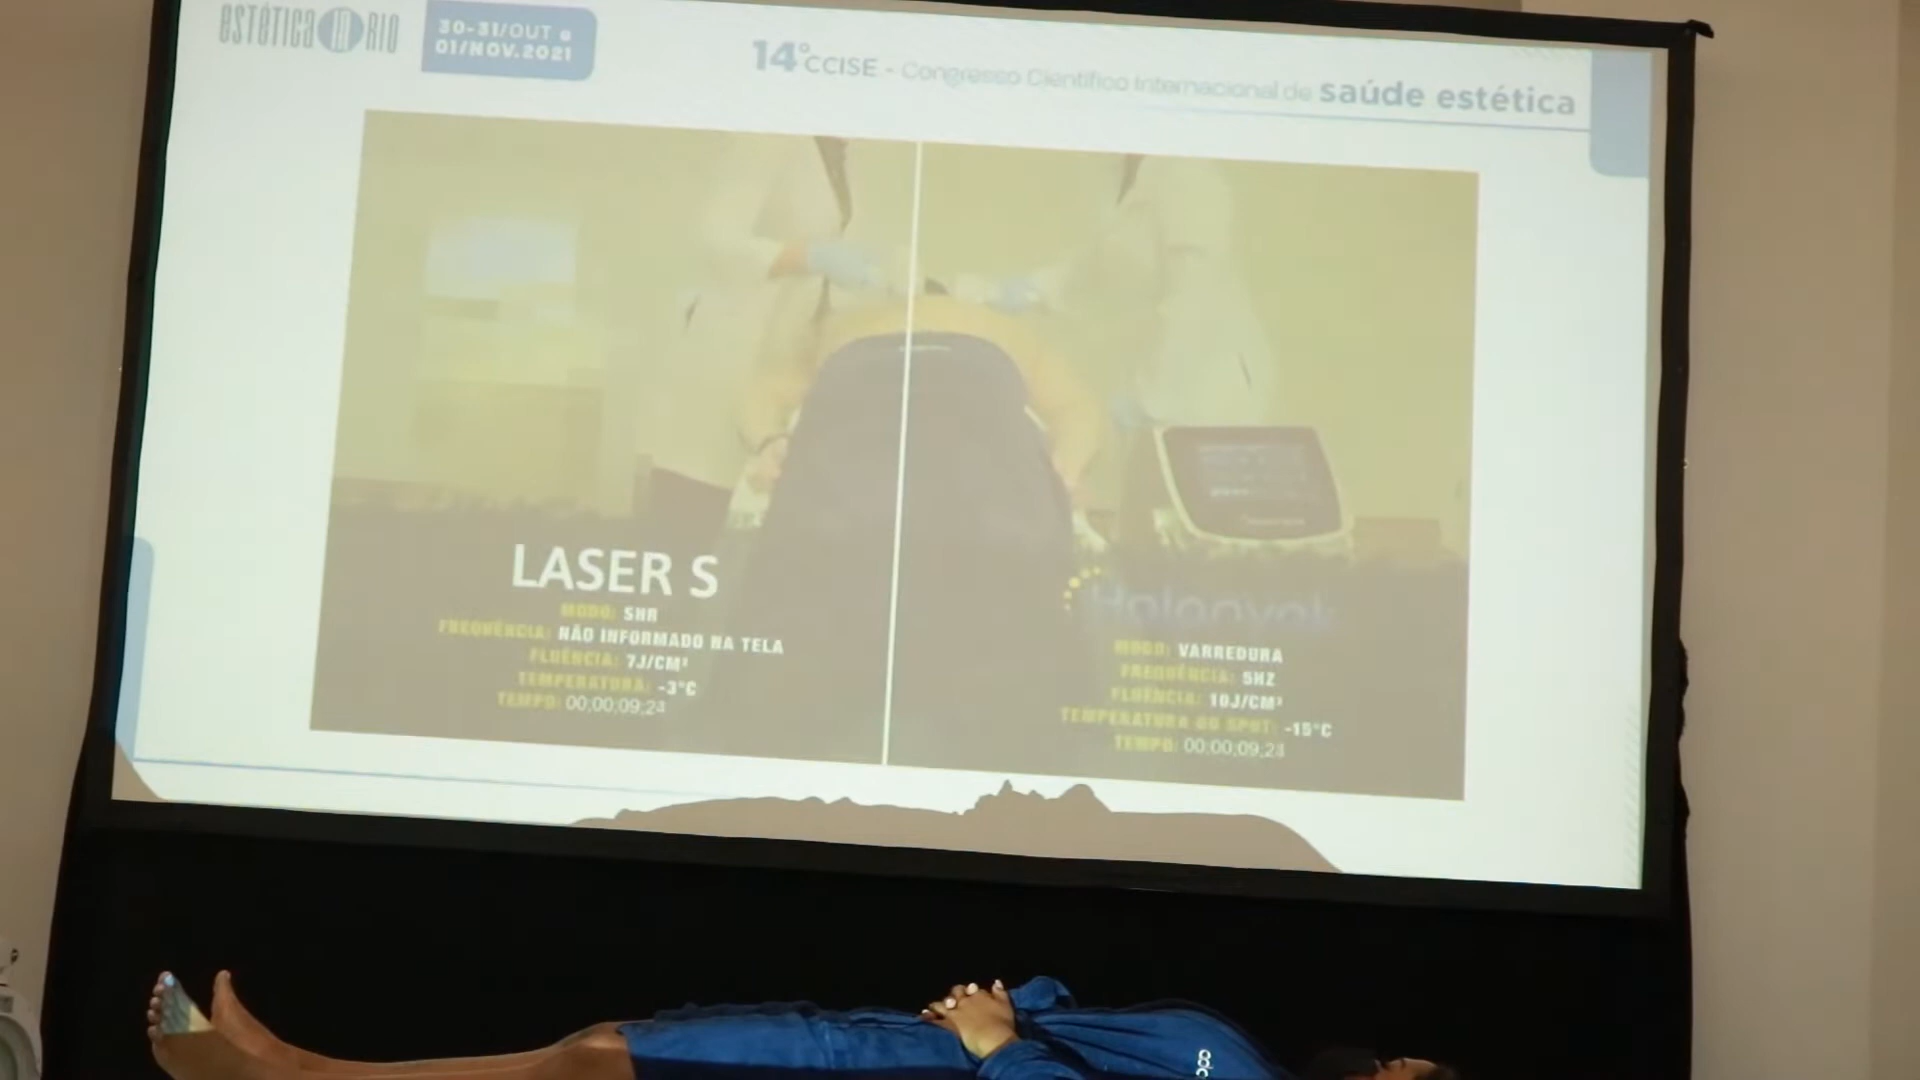 estética in RIO
30-31/OUT e
01/NOV.2021
14°CCISE - Congresso Científico Internacional de saúde estética
LASER S
MODO: SHR
FREQUÊNCIA: NÃO INFORMADO NA TELA
FLUÊNCIA: 7J/CM²
TEMPERATURA: -3°C
TEMPO: 00;00;09;23
Holonyak
MODO: VARREDURA
FREQUÊNCIA: 5HZ
FLUÊNCIA: 10J/CM²
TEMPERATURA DO SPOT: -15°C
TEMPO: 00:00;09;23